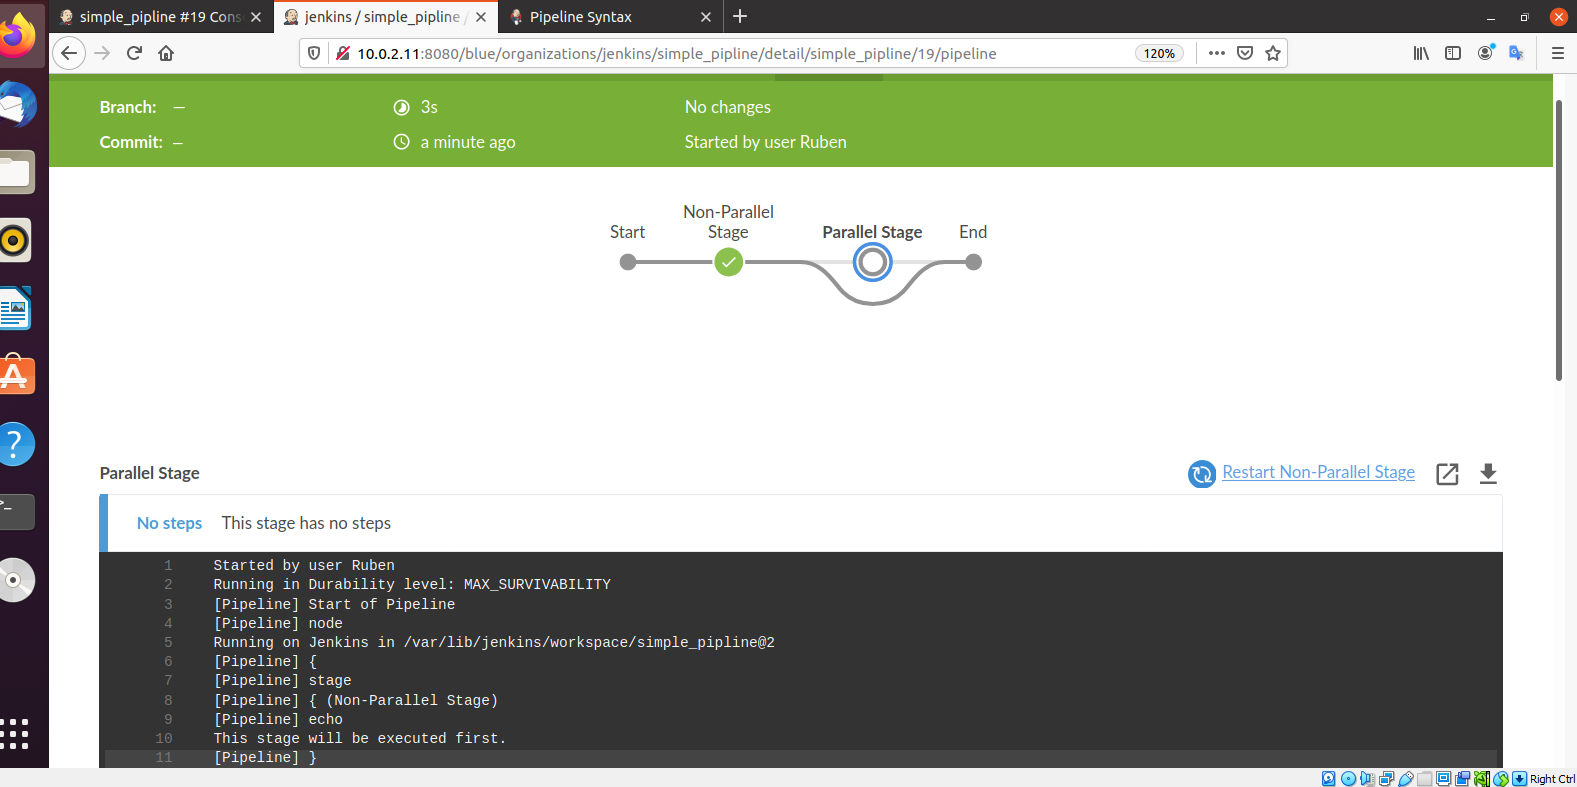 simple_pipline #19 Cons
jenkins / simple_pipline /
Pipeline Syntax
10.0.2.11:8080/blue/organizations/jenkins/simple_pipline/detail/simple_pipline/19/pipeline
120%
Branch: —
3s
No changes
Commit: —
a minute ago
Started by user Ruben
Start
Non-Parallel
Stage
Parallel Stage
End
Parallel Stage
Restart Non-Parallel Stage
No steps This stage has no steps
1 Started by user Ruben
2 Running in Durability level: MAX_SURVIVABILITY
3 [Pipeline] Start of Pipeline
4 [Pipeline] node
5 Running on Jenkins in /var/lib/jenkins/workspace/simple_pipline@2
6 [Pipeline] {
7 [Pipeline] stage
8 [Pipeline] { (Non-Parallel Stage)
9 [Pipeline] echo
10 This stage will be executed first.
11 [Pipeline] }
Right Ctrl